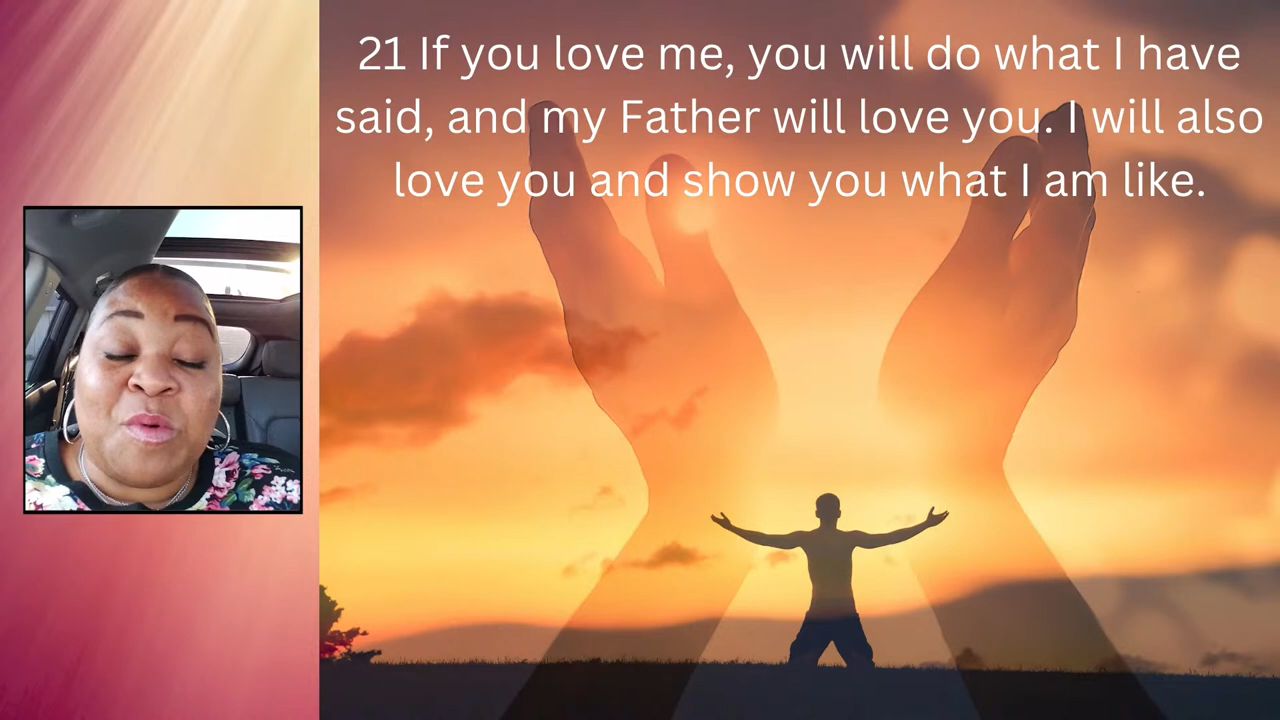 21 If you love me, you will do what I have
said, and my Father will love you. I will also
love you and show you what I am like.